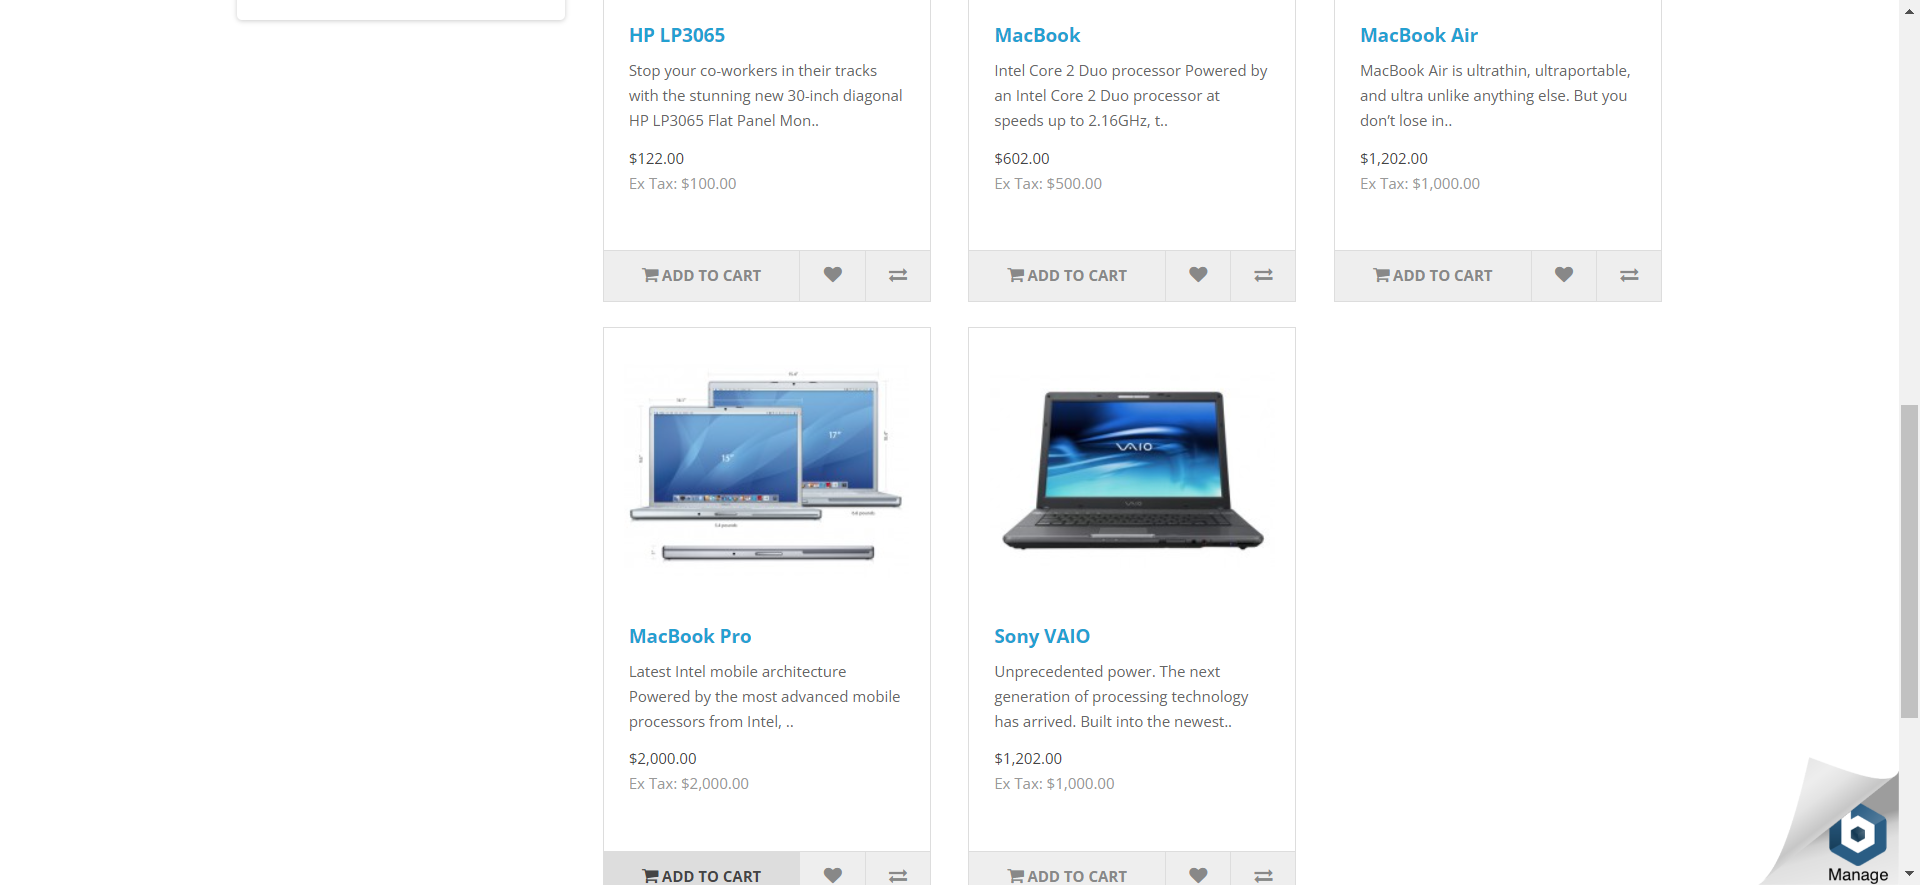 HP LP3065
Stop your co-workers in their tracks
with the stunning new 30-inch diagonal
HP LP3065 Flat Panel Mon..
$122.00
Ex Tax: $100.00
ADD TO CART
MacBook
Intel Core 2 Duo processor Powered by
an Intel Core 2 Duo processor at
speeds up to 2.16GHz, t..
$602.00
Ex Tax: $500.00
ADD TO CART
MacBook Air
MacBook Air is ultrathin, ultraportable,
and ultra unlike anything else. But you
don’t lose in..
$1,202.00
Ex Tax: $1,000.00
ADD TO CART
15"
17"
MacBook Pro
Latest Intel mobile architecture
Powered by the most advanced mobile
processors from Intel, ..
$2,000.00
Ex Tax: $2,000.00
ADD TO CART
VAIO
Sony VAIO
Unprecedented power. The next
generation of processing technology
has arrived. Built into the newest..
$1,202.00
Ex Tax: $1,000.00
ADD TO CART
Manage